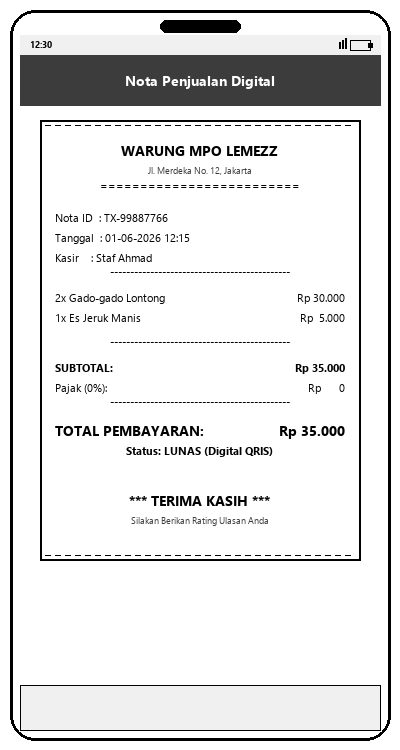 12:30
Nota Penjualan Digital
WARUNG MPO LEMEZZ
Jl. Merdeka No. 12, Jakarta
=========================
Nota ID : TX-99887766
Tanggal : 01-06-2026 12:15
Kasir : Staf Ahmad
--------------------------------------------
2x Gado-gado Lontong Rp 30.000
1x Es Jeruk Manis Rp 5.000
--------------------------------------------
SUBTOTAL: Rp 35.000
Pajak (0%): Rp 0
--------------------------------------------
TOTAL PEMBAYARAN: Rp 35.000
Status: LUNAS (Digital QRIS)
*** TERIMA KASIH ***
Silakan Berikan Rating Ulasan Anda